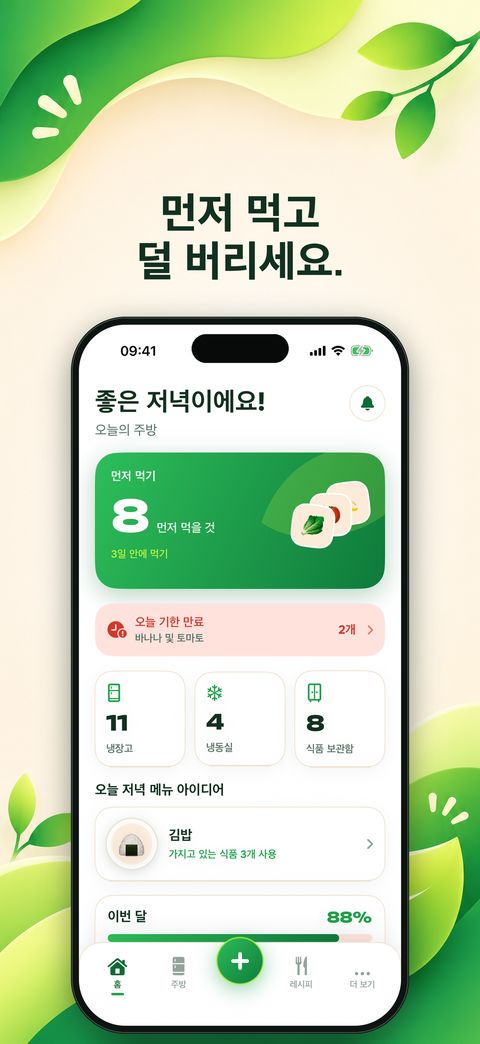 먼저 먹고
덜 버리세요.
09:41
좋은 저녁이에요!
오늘의 주방
먼저 먹기
8 먼저 먹을 것
3일 안에 먹기
오늘 기한 만료
바나나 및 토마토
2개
11
냉장고
4
냉동실
8
식품 보관함
오늘 저녁 메뉴 아이디어
김밥
가지고 있는 식품 3개 사용
이번 달
88%
홈
주방
레시피
더 보기